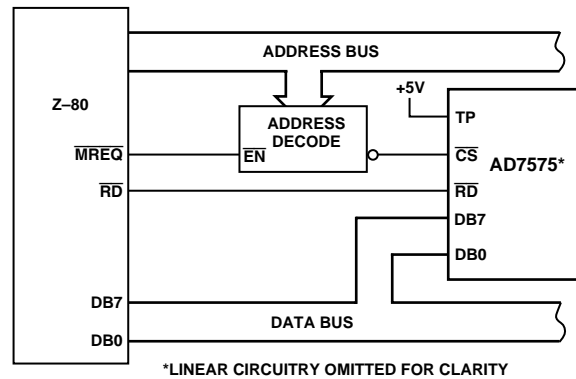 ADDRESS BUS
+5V
Z–80
TP
ADDRESS
DECODE
MREQ
EN
CS
AD7575*
RD
RD
DB7
DB0
DB7
DATA BUS
DB0
*LINEAR CIRCUITRY OMITTED FOR CLARITY